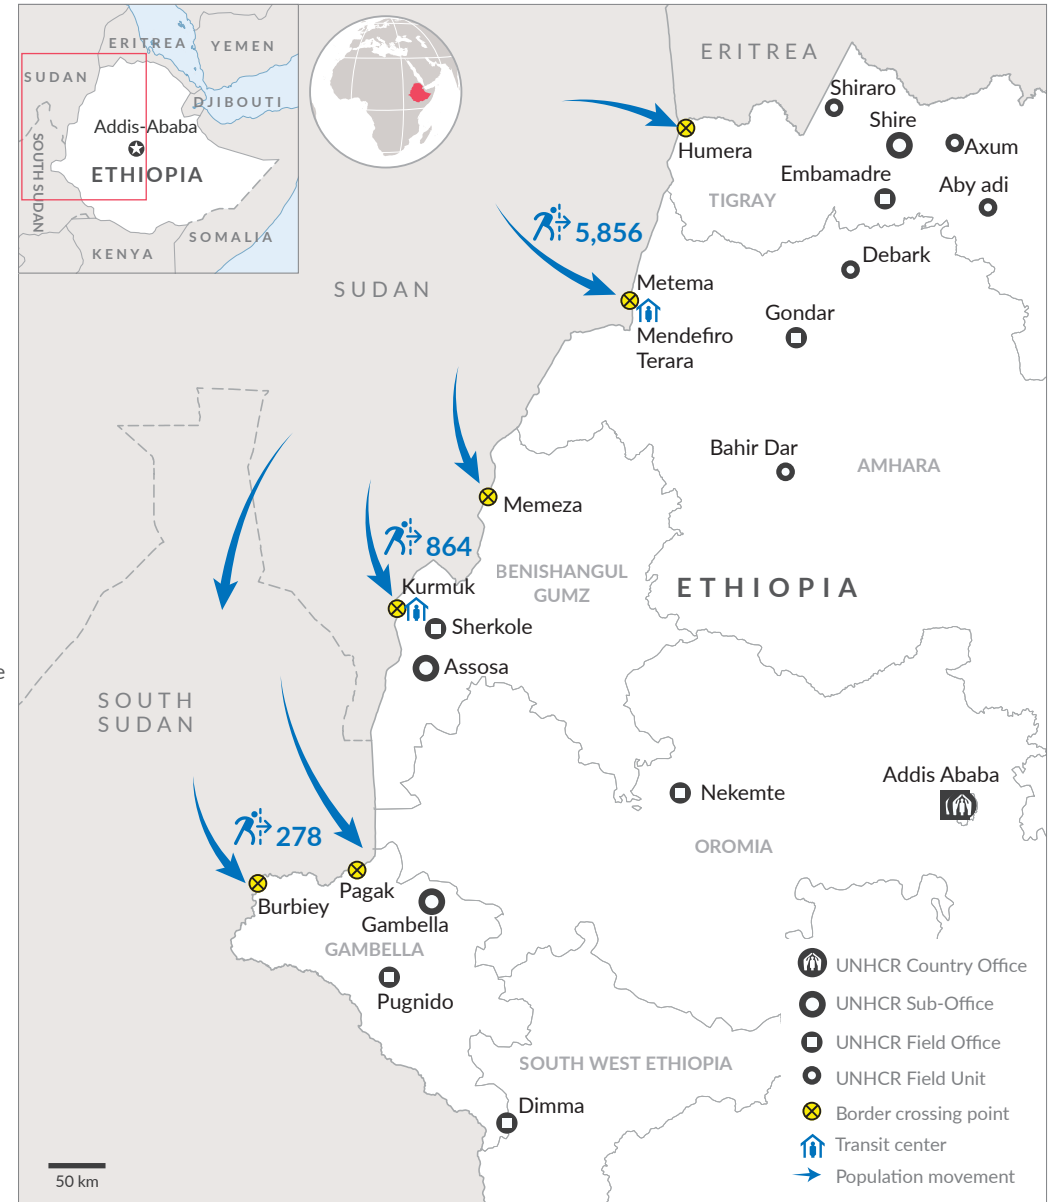 ERITREA
YEMEN
SUDAN
DJIBOUTI
Addis-Ababa
SOUTH SUDAN
ETHIOPIA
SOMALIA
KENYA
ERITREA
Shiraro
Shire
Humera
Axum
Embamadre
Aby adi
TIGRAY
5,856
Debark
SUDAN
Metema
Gondar
Mendefiro
Terara
Bahir Dar
AMHARA
Memeza
864
BENISHANGUL
GUMZ
Kurmuk
ETHIOPIA
Sherkole
Assosa
e
SOUTH
SUDAN
Addis Ababa
Nekemte
278
OROMIA
Pagak
Burbiey
Gambella
GAMBELLA
Pugnido
SOUTH WEST ETHIOPIA
Dimma
UNHCR Country Office
UNHCR Sub-Office
UNHCR Field Office
UNHCR Field Unit
Border crossing point
Transit center
Population movement
50 km